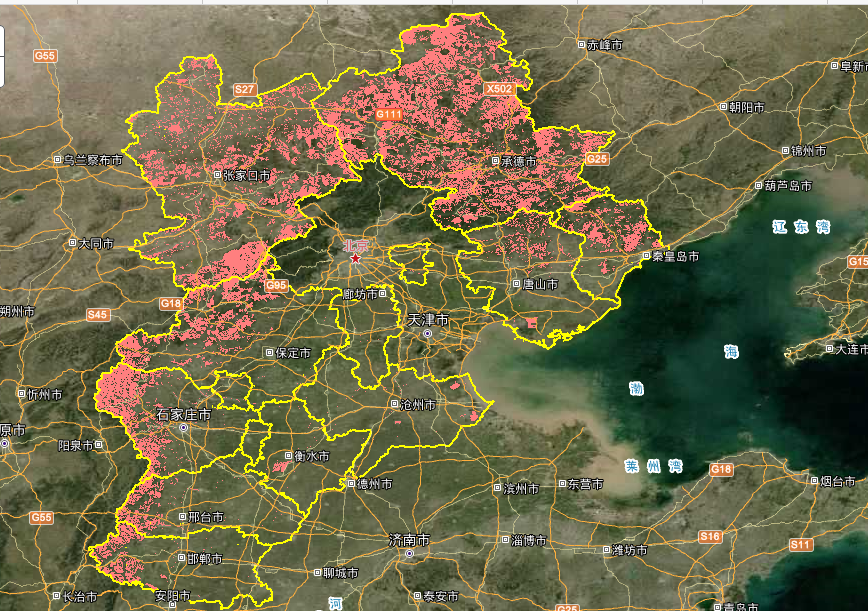 G55
赤峰市
阜新
S27
X502
朝阳市
G111
锦州市
乌兰察布市
承德市
G25
张家口市
葫芦岛市
辽东湾
大同市
北京
秦皇岛市
G15
G95
唐山市
廊坊市
G18
朔州市
S45
天津市
大连市
保定市
海
渤
忻州市
沧州市
石家庄市
原市
阳泉市
衡水市
莱州湾
G18
德州市
滨州市
东营市
烟台市
G55
邢台市
济南市
淄博市
S16
S11
潍坊市
邯郸市
聊城市
长治市
安阳市
河
泰安市
G25
青岛市